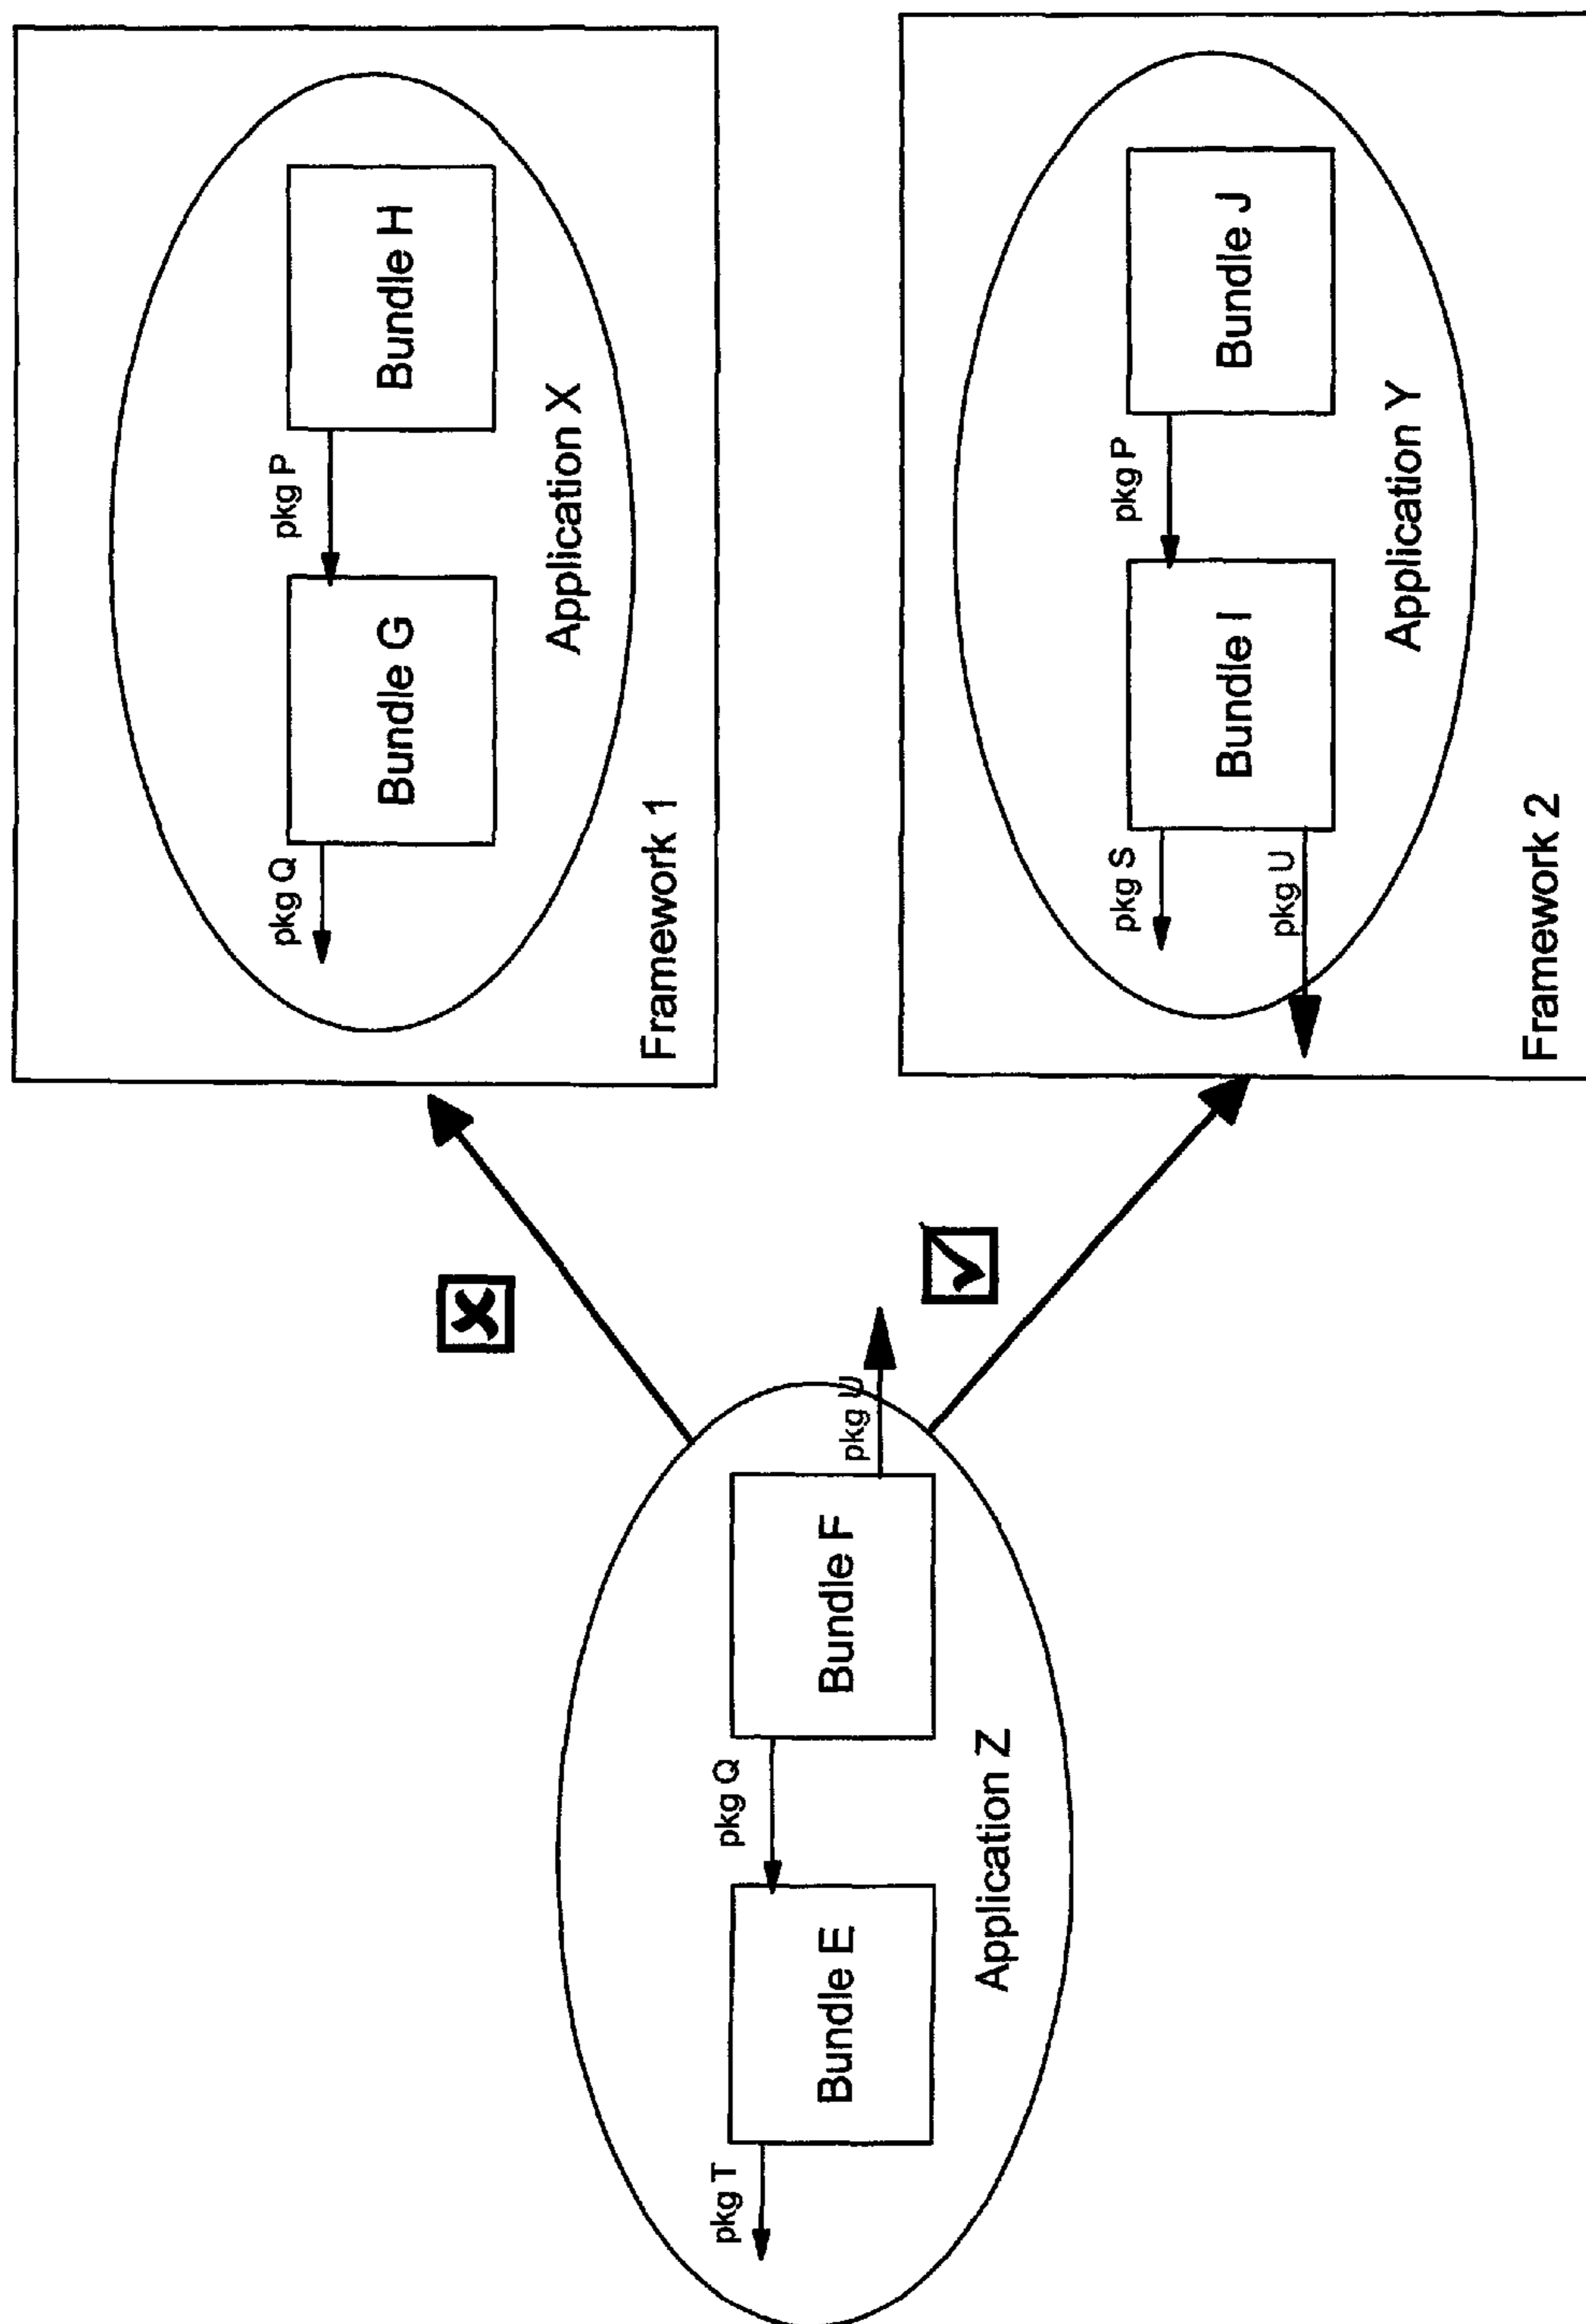 pkg T
Bundle E
pkg Q
Bundle F
pkg U
Application Z
pkg Q
Bundle G
pkg P
Bundle H
Application X
Framework 1
pkg S
pkg U
Bundle I
pkg P
Bundle J
Application Y
Framework 2